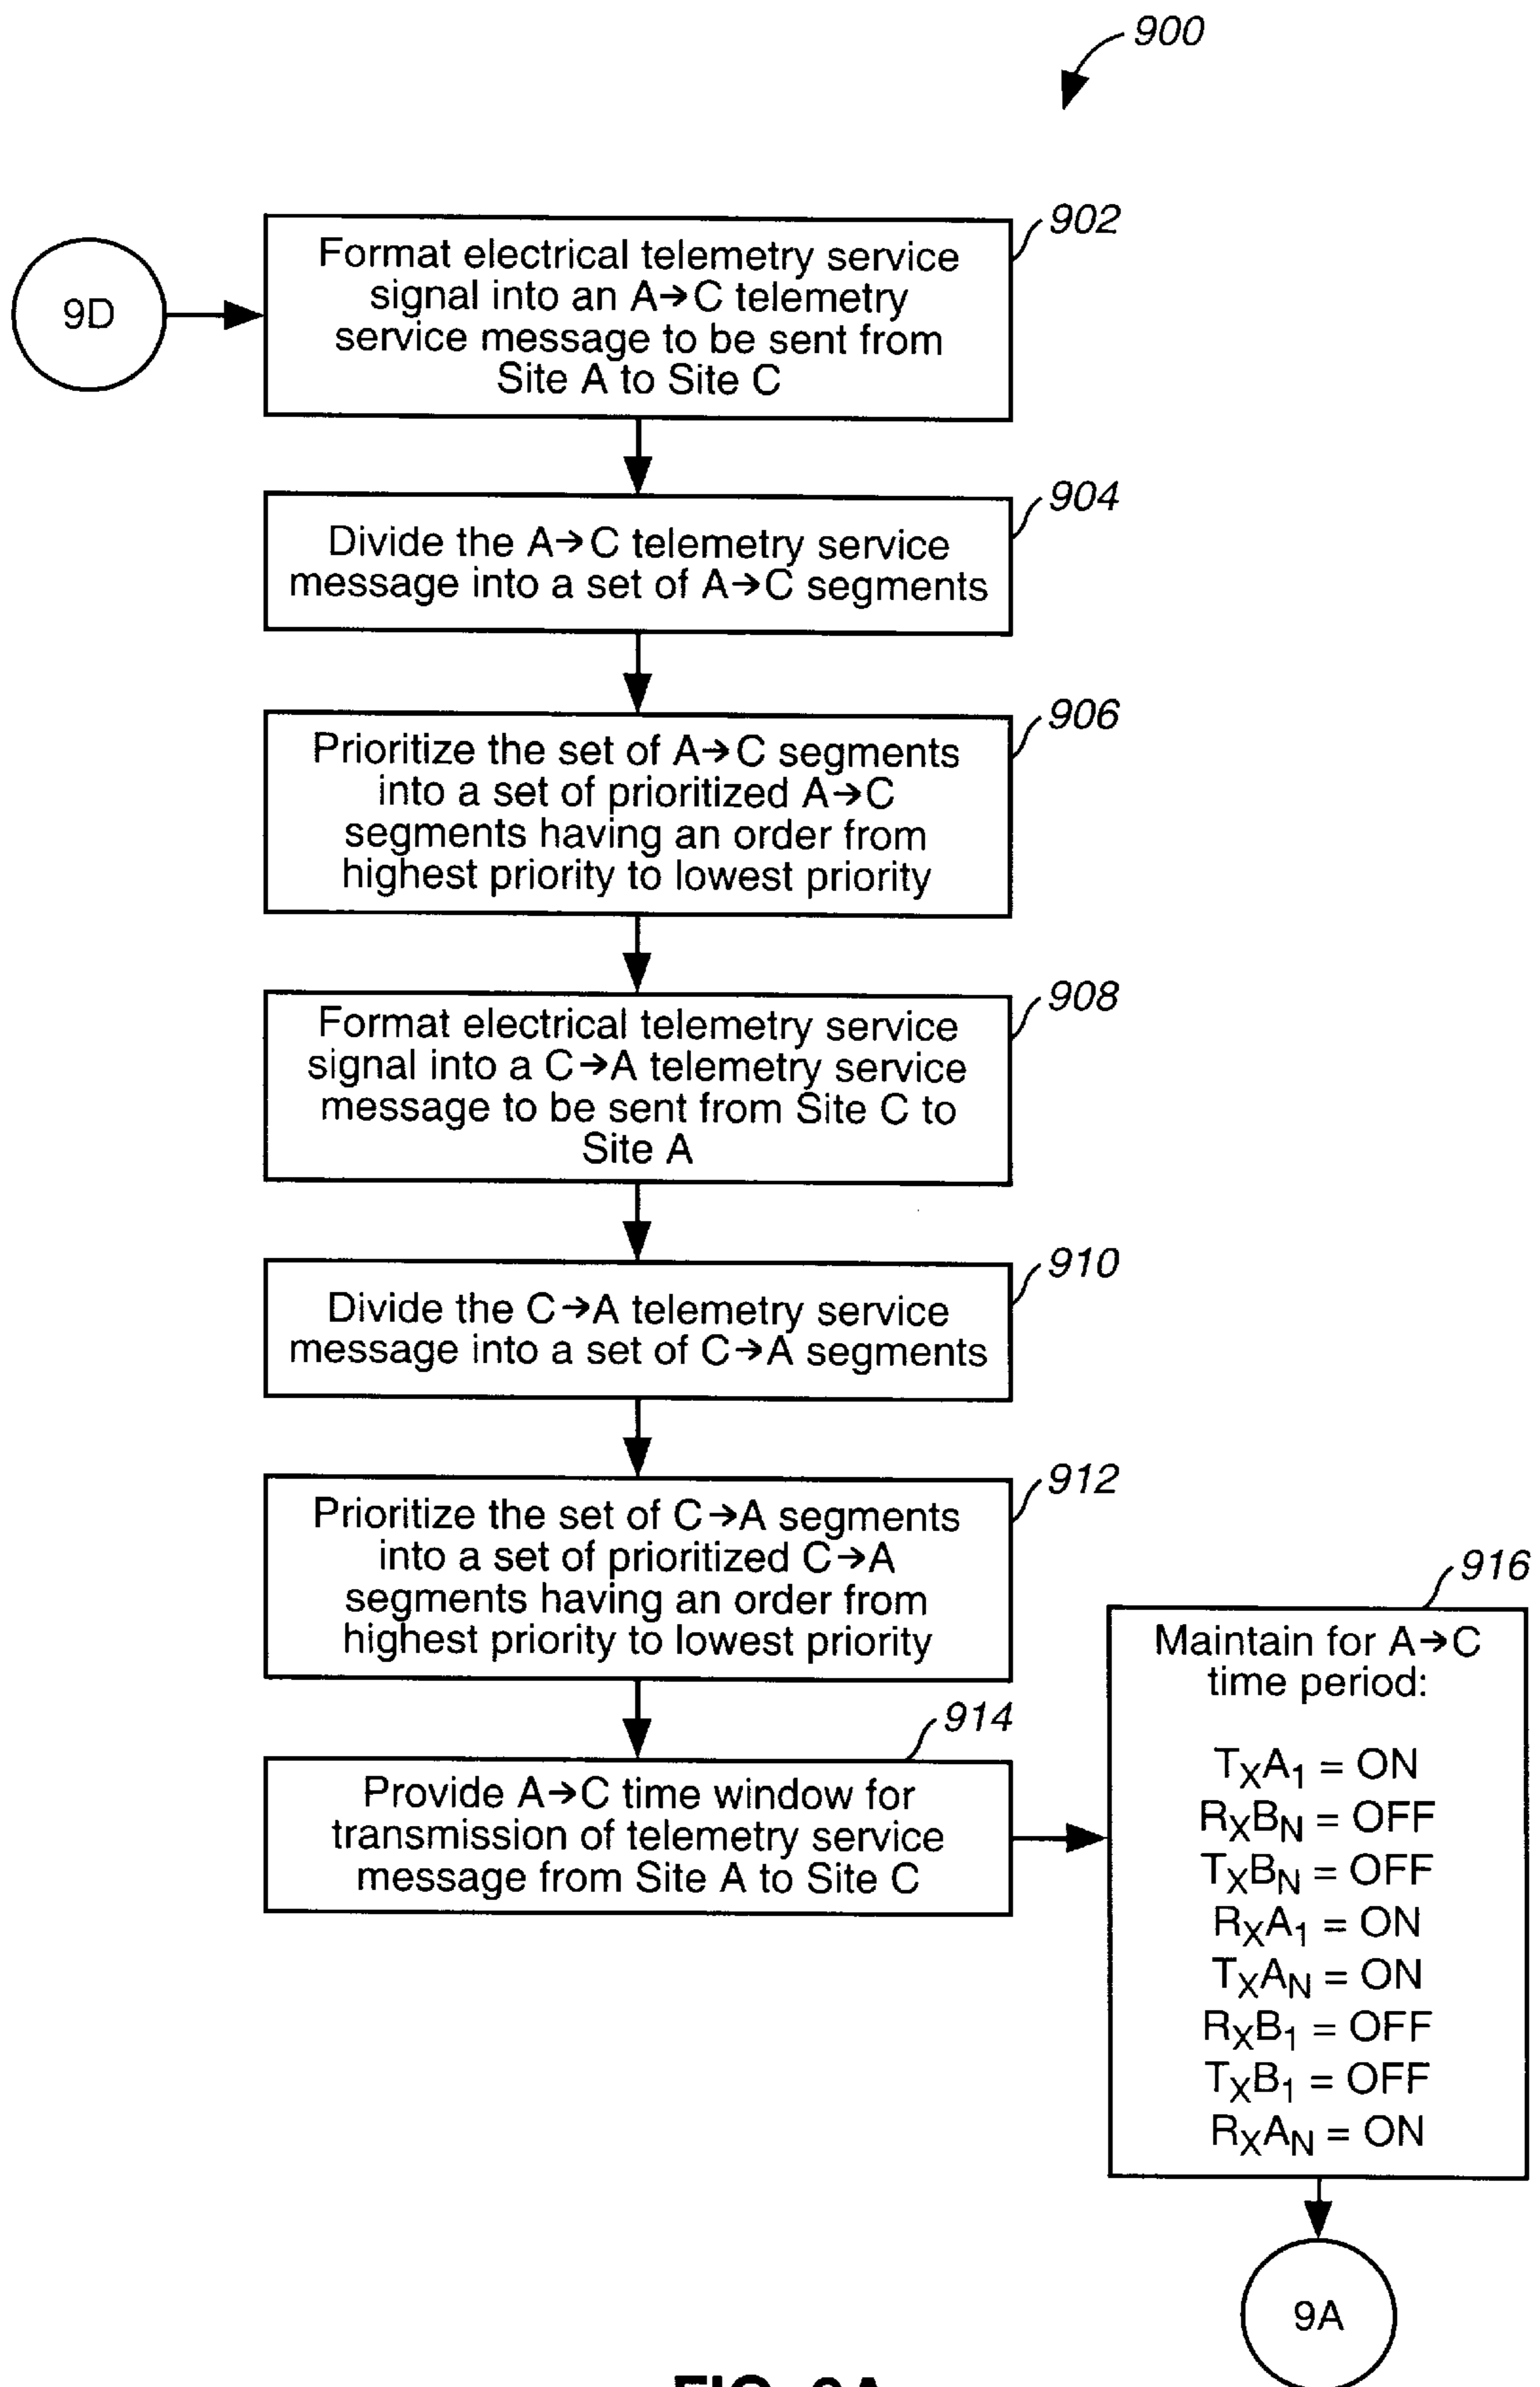 900
9D
902
Format electrical telemetry service
signal into an A→C telemetry
service message to be sent from
Site A to Site C
904
Divide the A→C telemetry service
message into a set of A→C segments
906
Prioritize the set of A→C segments
into a set of prioritized A→C
segments having an order from
highest priority to lowest priority
908
Format electrical telemetry service
signal into a C→A telemetry service
message to be sent from Site C to
Site A
910
Divide the C→A telemetry service
message into a set of C→A segments
912
Prioritize the set of C→A segments
into a set of prioritized C→A
segments having an order from
highest priority to lowest priority
914
Provide A→C time window for
transmission of telemetry service
message from Site A to Site C
916
Maintain for A→C
time period:
TXA1 = ON
RXBN = OFF
TXBN = OFF
RXA1 = ON
TXAN = ON
RXB1 = OFF
TXB1 = OFF
RXAN = ON
9A